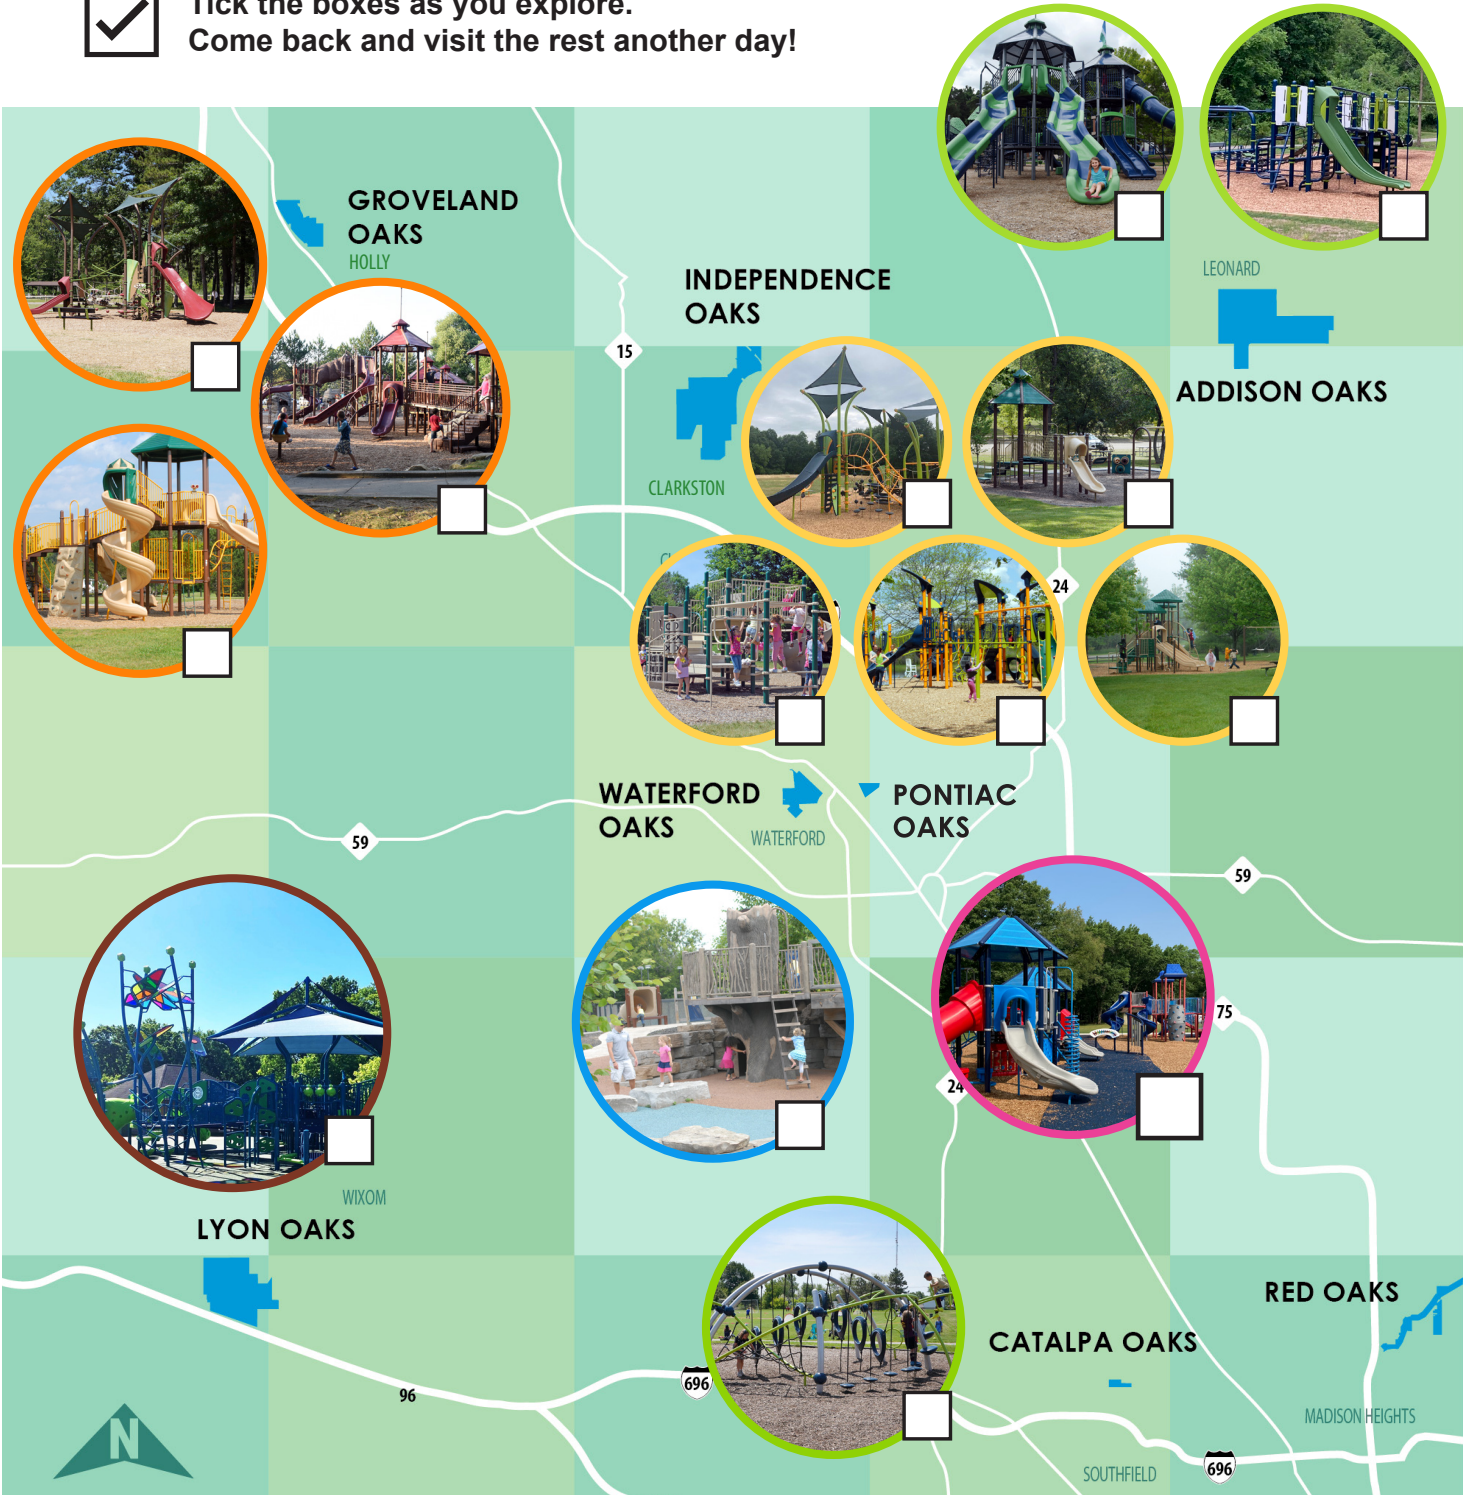 Tick the boxes as you explore.
Come back and visit the rest another day!
GROVELAND
OAKS
HOLLY
INDEPENDENCE
OAKS
LEONARD
15
ADDISON OAKS
CLARKSTON
24
WATERFORD
OAKS
WATERFORD
PONTIAC
OAKS
59
59
75
24
WIXOM
LYON OAKS
RED OAKS
CATALPA OAKS
696
96
MADISON HEIGHTS
N
SOUTHFIELD
696